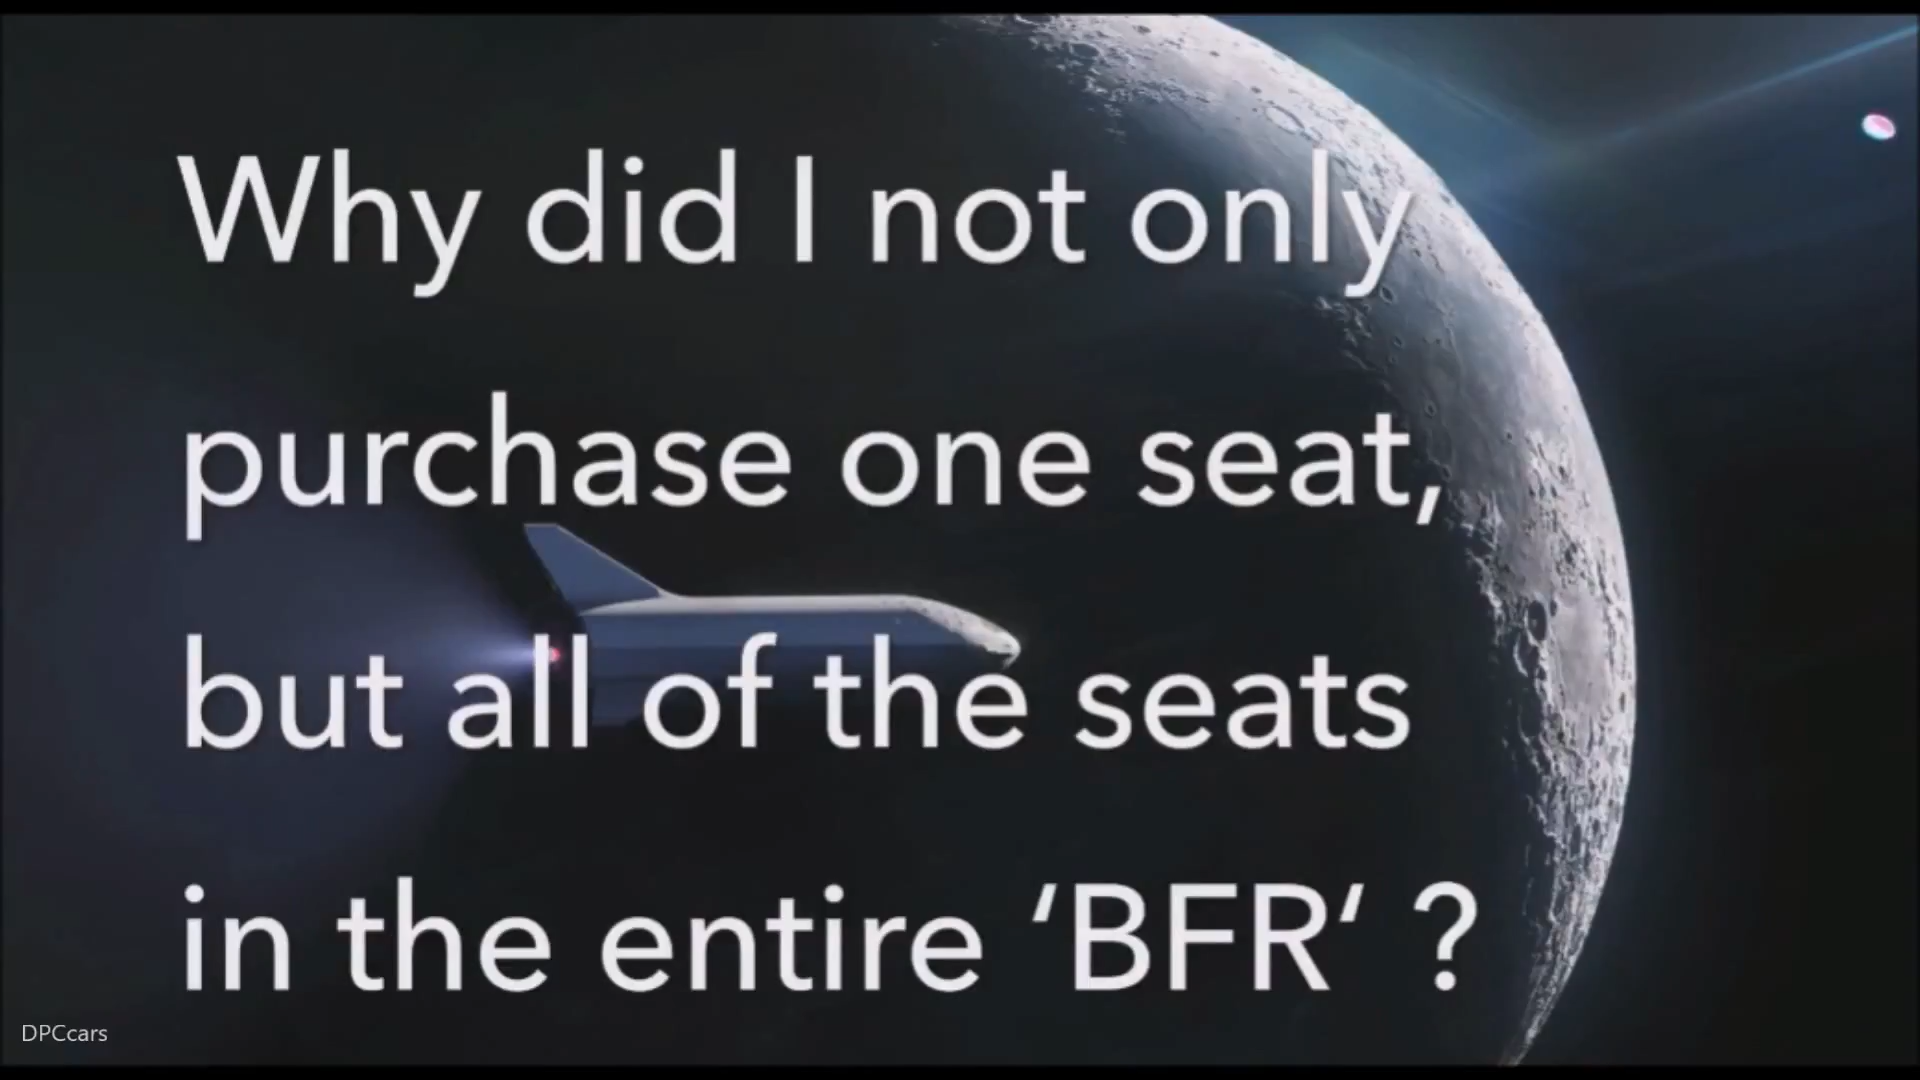 Why did I not only
purchase one seat,
but all of the seats
in the entire ‘BFR‘ ?
DPCcars